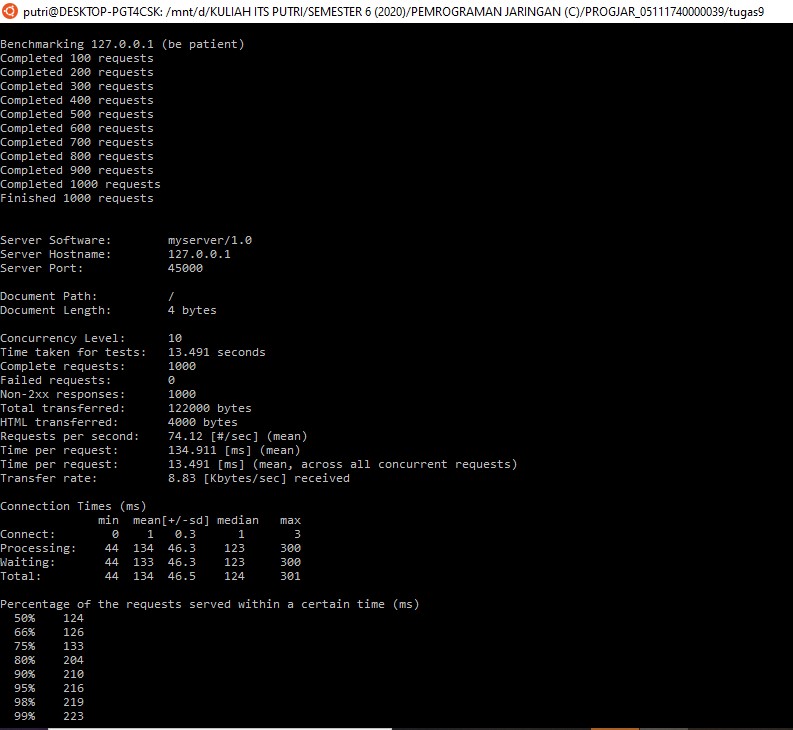 putri@DESKTOP-PGT4CSK: /mnt/d/KULIAH ITS PUTRI/SEMESTER 6 (2020)/PEMROGRAMAN JARINGAN (C)/PROGJAR_05111740000039/tugas9
Benchmarking 127.0.0.1 (be patient)
Completed 100 requests
Completed 200 requests
Completed 300 requests
Completed 400 requests
Completed 500 requests
Completed 600 requests
Completed 700 requests
Completed 800 requests
Completed 900 requests
Completed 1000 requests
Finished 1000 requests
Server Software:        myserver/1.0
Server Hostname:        127.0.0.1
Server Port:            45000
Document Path:          /
Document Length:        4 bytes
Concurrency Level:      10
Time taken for tests:   13.491 seconds
Complete requests:      1000
Failed requests:        0
Non-2xx responses:      1000
Total transferred:      122000 bytes
HTML transferred:       4000 bytes
Requests per second:    74.12 [#/sec] (mean)
Time per request:       134.911 [ms] (mean)
Time per request:       13.491 [ms] (mean, across all concurrent requests)
Transfer rate:          8.83 [Kbytes/sec] received
Connection Times (ms)
              min  mean[+/-sd] median   max
Connect:        0    1   0.3      1       3
Processing:    44  134  46.3    123     300
Waiting:       44  133  46.3    123     300
Total:         44  134  46.5    124     301
Percentage of the requests served within a certain time (ms)
  50%    124
  66%    126
  75%    133
  80%    204
  90%    210
  95%    216
  98%    219
  99%    223